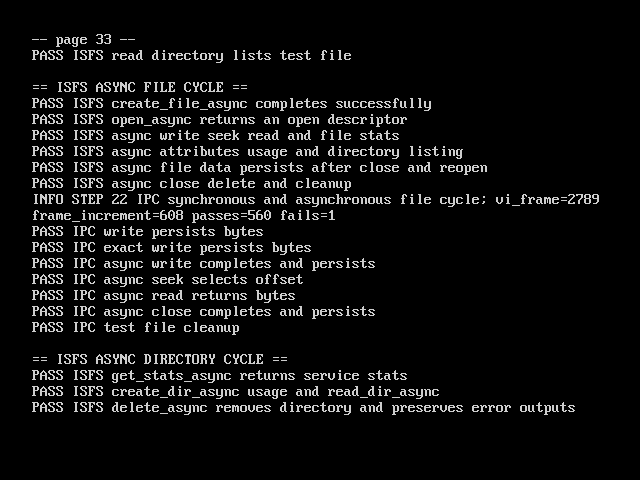 -- page 33 --
PASS ISFS read directory lists test file
== ISFS ASYNC FILE CYCLE ==
PASS ISFS create_file_async completes successfully
PASS ISFS open_async returns an open descriptor
PASS ISFS async write seek read and file stats
PASS ISFS async attributes usage and directory listing
PASS ISFS async file data persists after close and reopen
PASS ISFS async close delete and cleanup
INFO STEP 22 IPC synchronous and asynchronous file cycle; vi_frame=2789
frame_increment=608 passes=560 fails=1
PASS IPC write persists bytes
PASS IPC exact write persists bytes
PASS IPC async write completes and persists
PASS IPC async seek selects offset
PASS IPC async read returns bytes
PASS IPC async close completes and persists
PASS IPC test file cleanup
== ISFS ASYNC DIRECTORY CYCLE ==
PASS ISFS get_stats_async returns service stats
PASS ISFS create_dir_async usage and read_dir_async
PASS ISFS delete_async removes directory and preserves error outputs